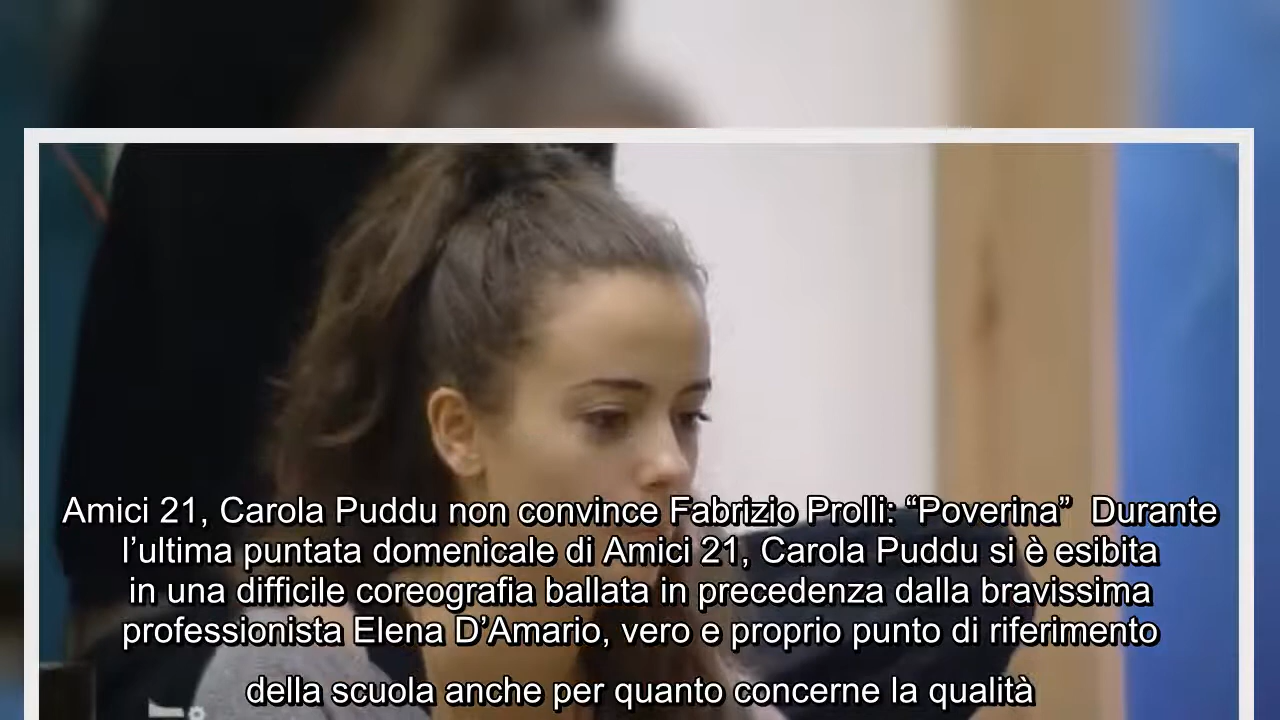 Amici 21, Carola Puddu non convince Fabrizio Prolli: “Poverina”  Durante
l’ultima puntata domenicale di Amici 21, Carola Puddu si è esibita
in una difficile coreografia ballata in precedenza dalla bravissima
professionista Elena D’Amario, vero e proprio punto di riferimento
della scuola anche per quanto concerne la qualità